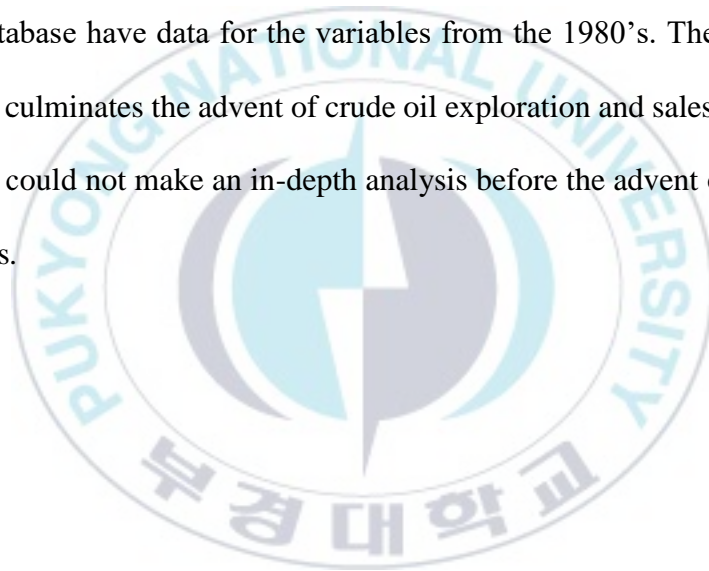 tabase have data for the variables from the 1980’s. The
culminates the advent of crude oil exploration and sales
could not make an in-depth analysis before the advent
s.
PUKYONG NATIONAL UNIVERSITY
부경대학교